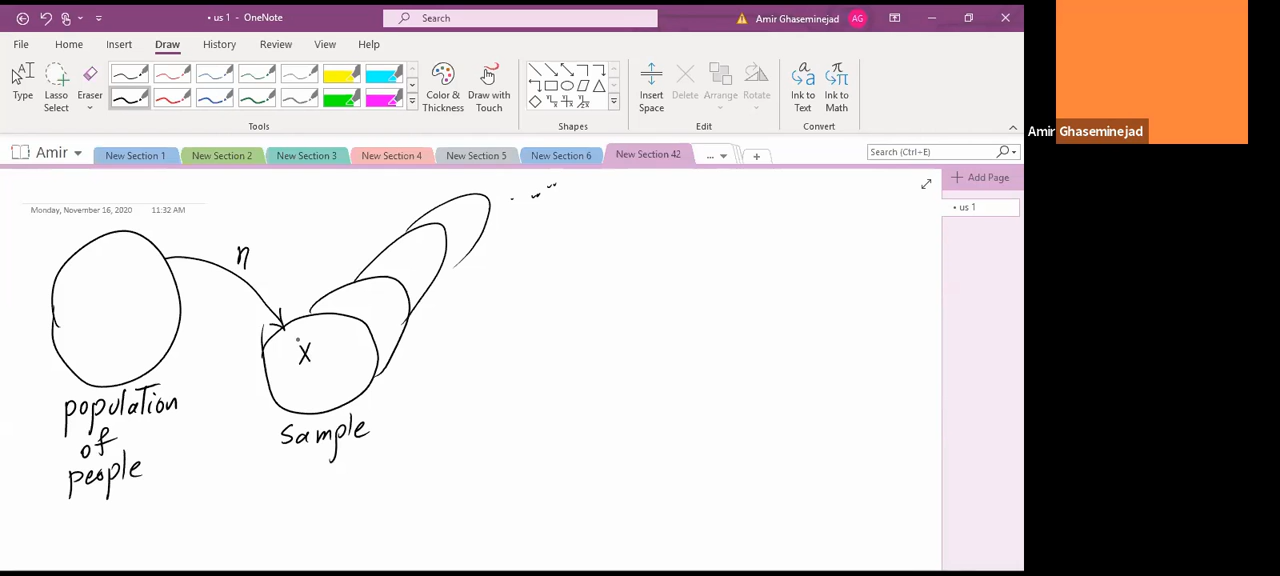 us 1 - OneNote
Search
Amir Ghaseminejad
AG
File Home Insert Draw History Review View Help
Type
Lasso Select
Eraser
Color & Thickness
Draw with Touch
Insert Space
Delete
Arrange
Rotate
Ink to Text
Ink to Math
Tools
Shapes
Edit
Convert
Amir Ghaseminejad
Amir
New Section 1
New Section 2
New Section 3
New Section 4
New Section 5
New Section 6
New Section 42
...
Search (Ctrl+E)
Add Page
us 1
Monday, November 16, 2020 11:32 AM
n
X
population
of
people
Sample